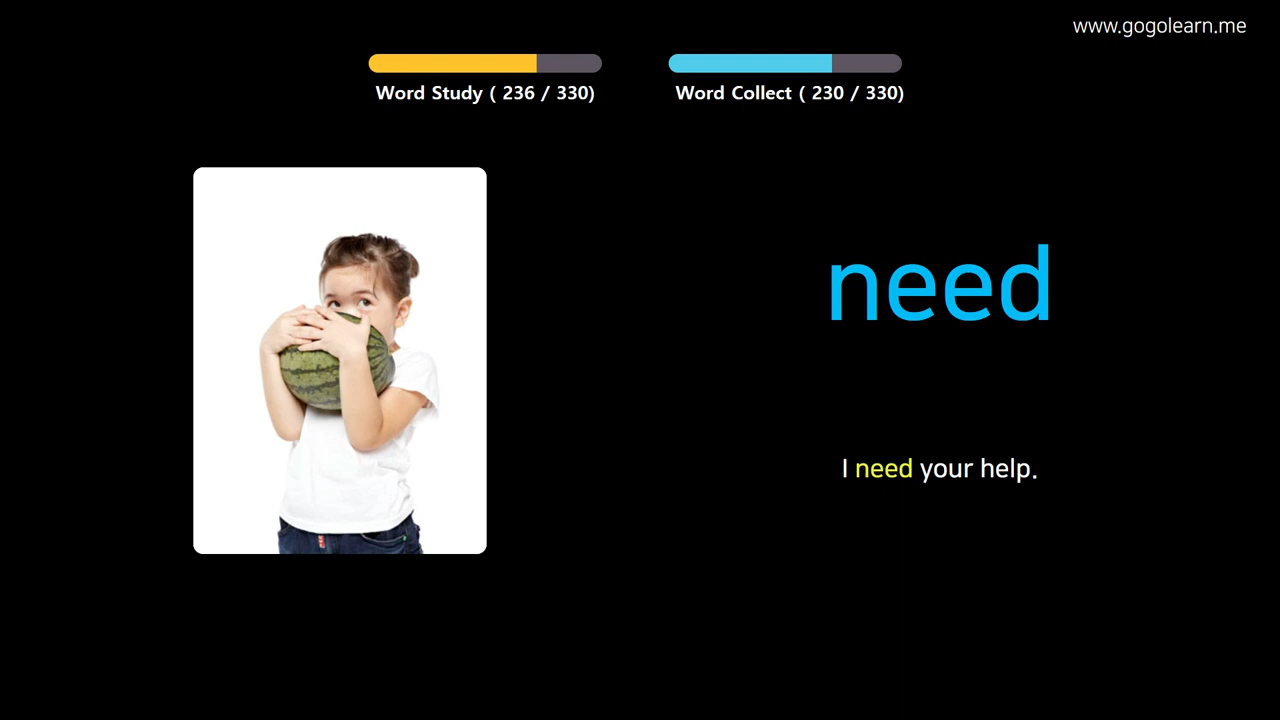 www.gogolearn.me
Word Study ( 236 / 330)
Word Collect ( 230 / 330)
need
I need your help.